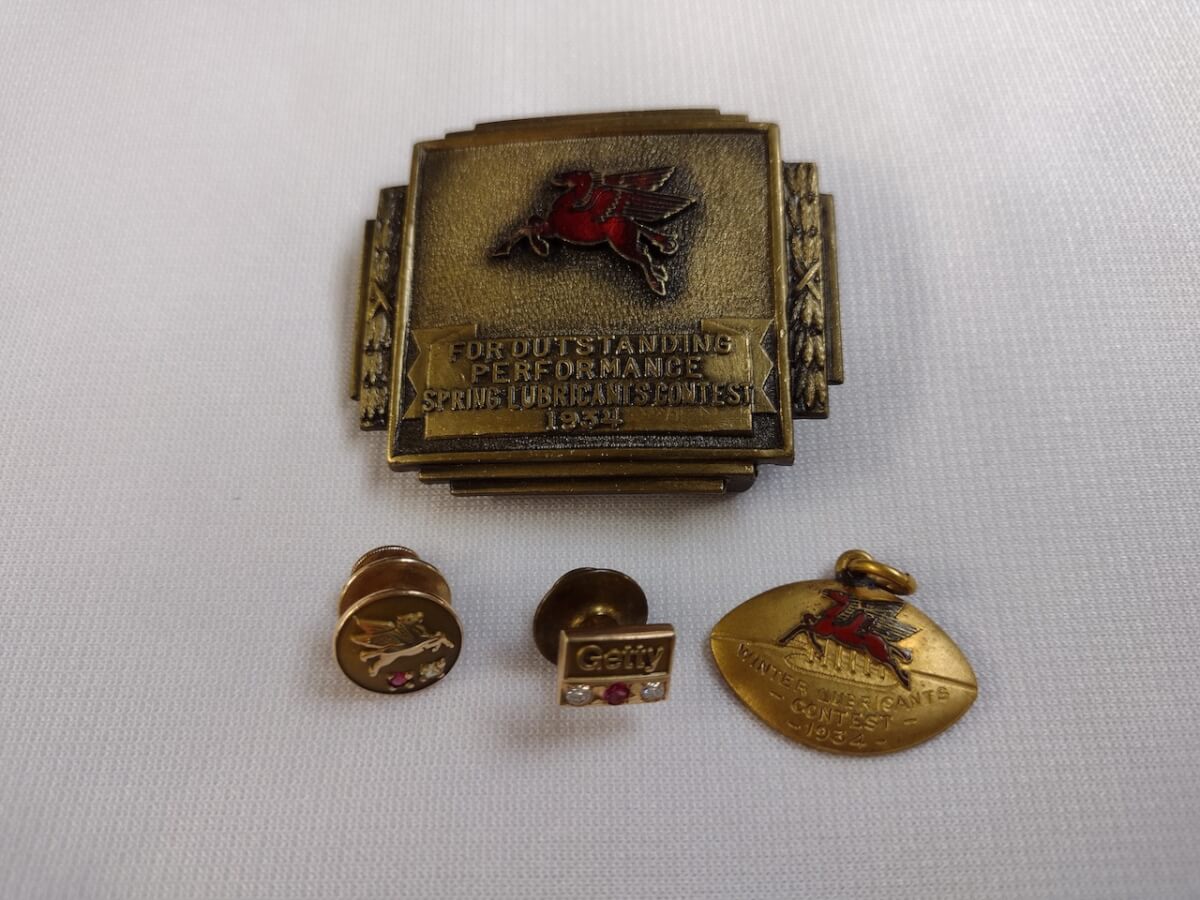 FOR OUTSTANDING
PERFORMANCE
SPRING LUBRICANTS CONTEST
1934
Getty
WINTER LUBRICANTS
- CONTEST -
- 1934 -